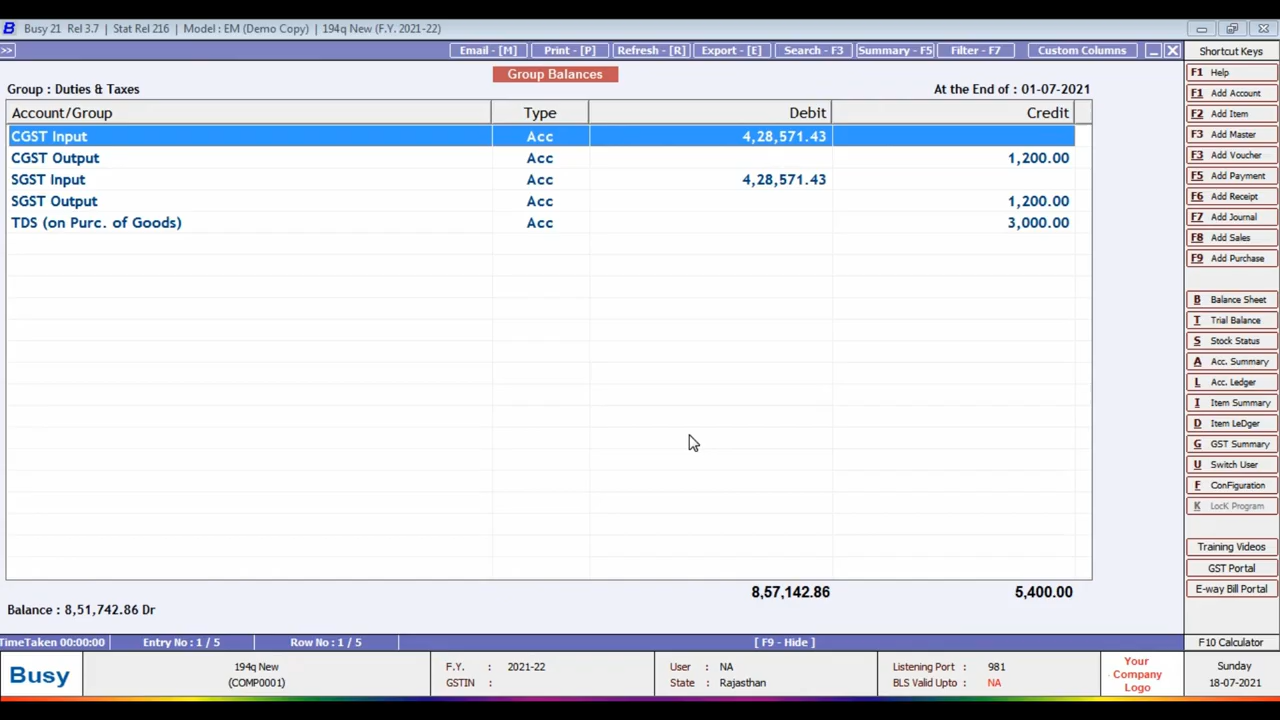 B Busy 21 Rel 3.7 | Stat Rel 216 | Model : EM (Demo Copy) | 194q New (F.Y. 2021-22)
>> Email - [M] Print - [P] Refresh - [R] Export - [E] Search - F3 Summary - F5 Filter - F7 Custom Columns
Group Balances
Group : Duties & Taxes At the End of : 01-07-2021
Account/Group Type Debit Credit
CGST Input Acc 4,28,571.43
CGST Output Acc 1,200.00
SGST Input Acc 4,28,571.43
SGST Output Acc 1,200.00
TDS (on Purc. of Goods) Acc 3,000.00
8,57,142.86 5,400.00
Balance : 8,51,742.86 Dr
TimeTaken 00:00:00 Entry No : 1 / 5 Row No : 1 / 5 [ F9 - Hide ]
Busy
194q New
(COMP0001)
F.Y. : 2021-22
GSTIN :
User : NA
State : Rajasthan
Listening Port : 981
BLS Valid Upto : NA
Your
Company
Logo
Shortcut Keys
F1 Help
F1 Add Account
F2 Add Item
F3 Add Master
F3 Add Voucher
F5 Add Payment
F6 Add Receipt
F7 Add Journal
F8 Add Sales
F9 Add Purchase
B Balance Sheet
T Trial Balance
S Stock Status
A Acc. Summary
L Acc. Ledger
I Item Summary
D Item LeDger
G GST Summary
U Switch User
F ConFiguration
K LocK Program
Training Videos
GST Portal
E-way Bill Portal
F10 Calculator
Sunday
18-07-2021